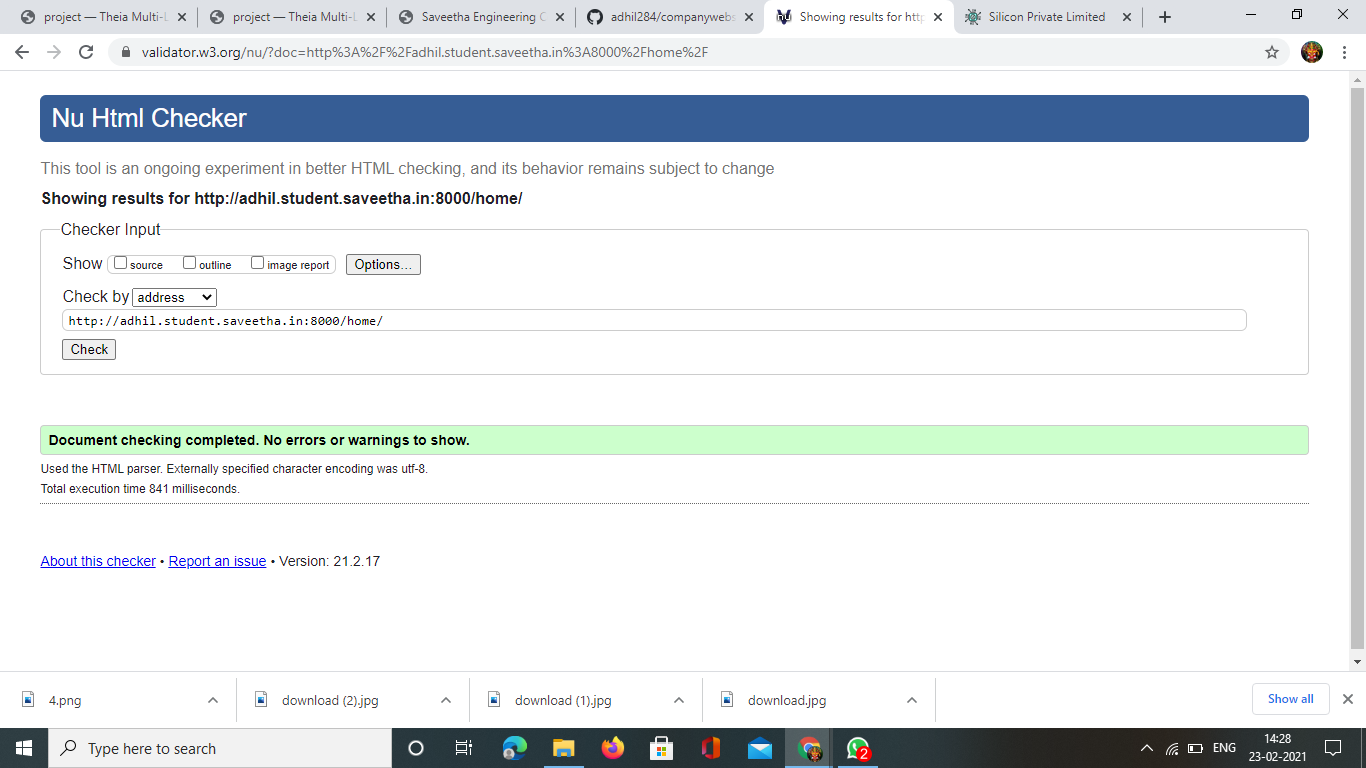 project — Theia Multi-L
project — Theia Multi-L
Saveetha Engineering C
adhil284/companywebs
Showing results for http
Silicon Private Limited
validator.w3.org/nu/?doc=http%3A%2F%2Fadhil.student.saveetha.in%3A8000%2Fhome%2F
Nu Html Checker
This tool is an ongoing experiment in better HTML checking, and its behavior remains subject to change
Showing results for http://adhil.student.saveetha.in:8000/home/
Checker Input
Show source outline image report Options...
Check by address
http://adhil.student.saveetha.in:8000/home/
Check
Document checking completed. No errors or warnings to show.
Used the HTML parser. Externally specified character encoding was utf-8.
Total execution time 841 milliseconds.
About this checker • Report an issue • Version: 21.2.17
4.png
download (2).jpg
download (1).jpg
download.jpg
Show all
Type here to search
2
ENG
14:28
23-02-2021